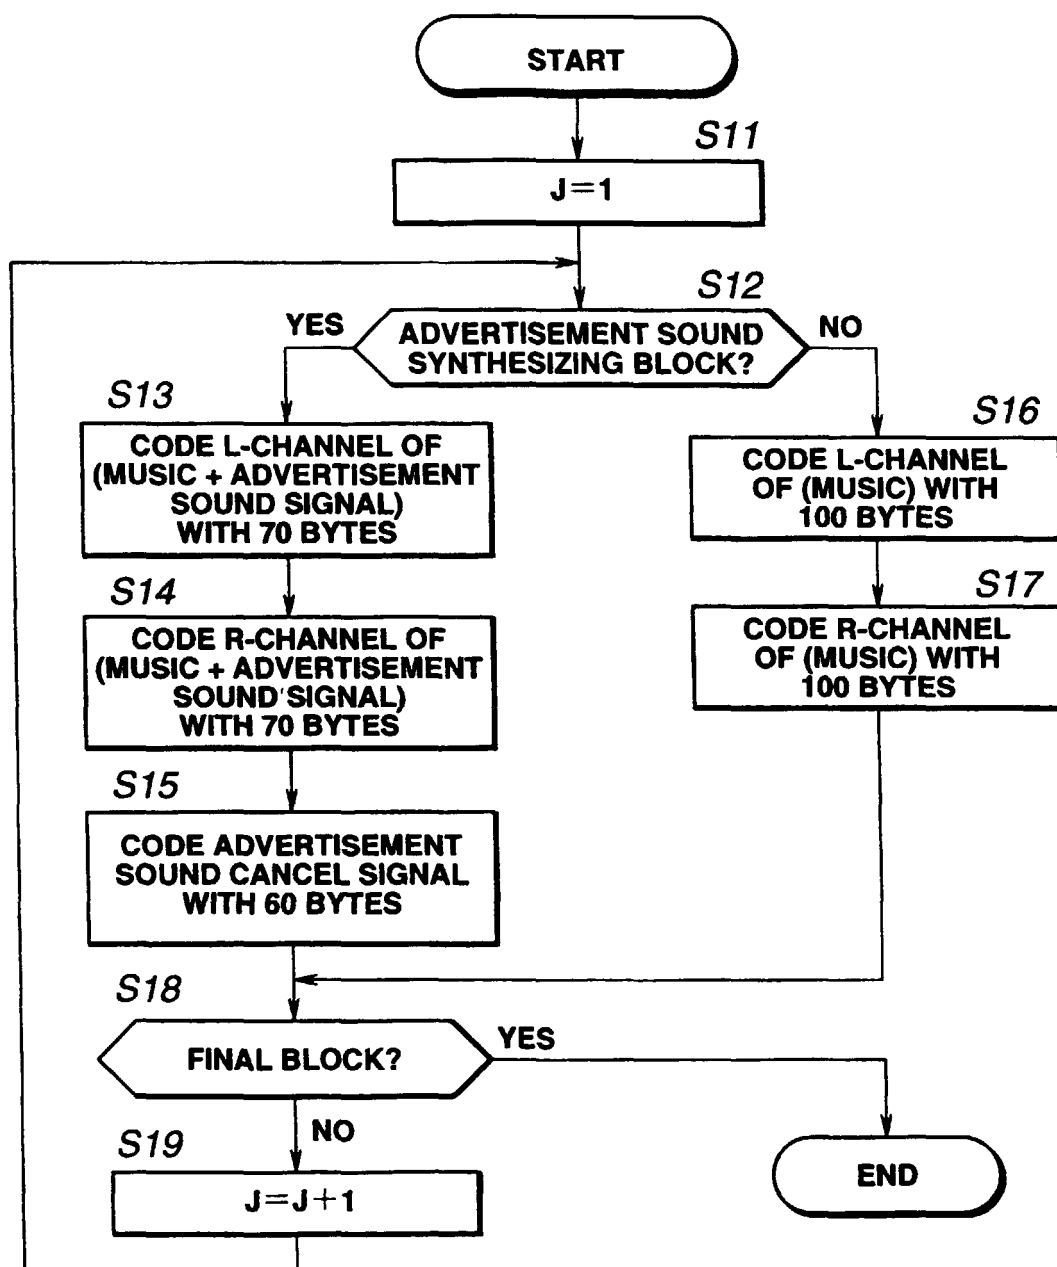 START
S11
J=1
S12
YES
ADVERTISEMENT SOUND
SYNTHESIZING BLOCK?
NO
S13
CODE L-CHANNEL OF
(MUSIC + ADVERTISEMENT
SOUND SIGNAL)
WITH 70 BYTES
S16
CODE L-CHANNEL
OF (MUSIC) WITH
100 BYTES
S14
CODE R-CHANNEL OF
(MUSIC + ADVERTISEMENT
SOUND SIGNAL)
WITH 70 BYTES
S17
CODE R-CHANNEL
OF (MUSIC) WITH
100 BYTES
S15
CODE ADVERTISEMENT
SOUND CANCEL SIGNAL
WITH 60 BYTES
S18
FINAL BLOCK?
YES
NO
S19
J=J+1
END